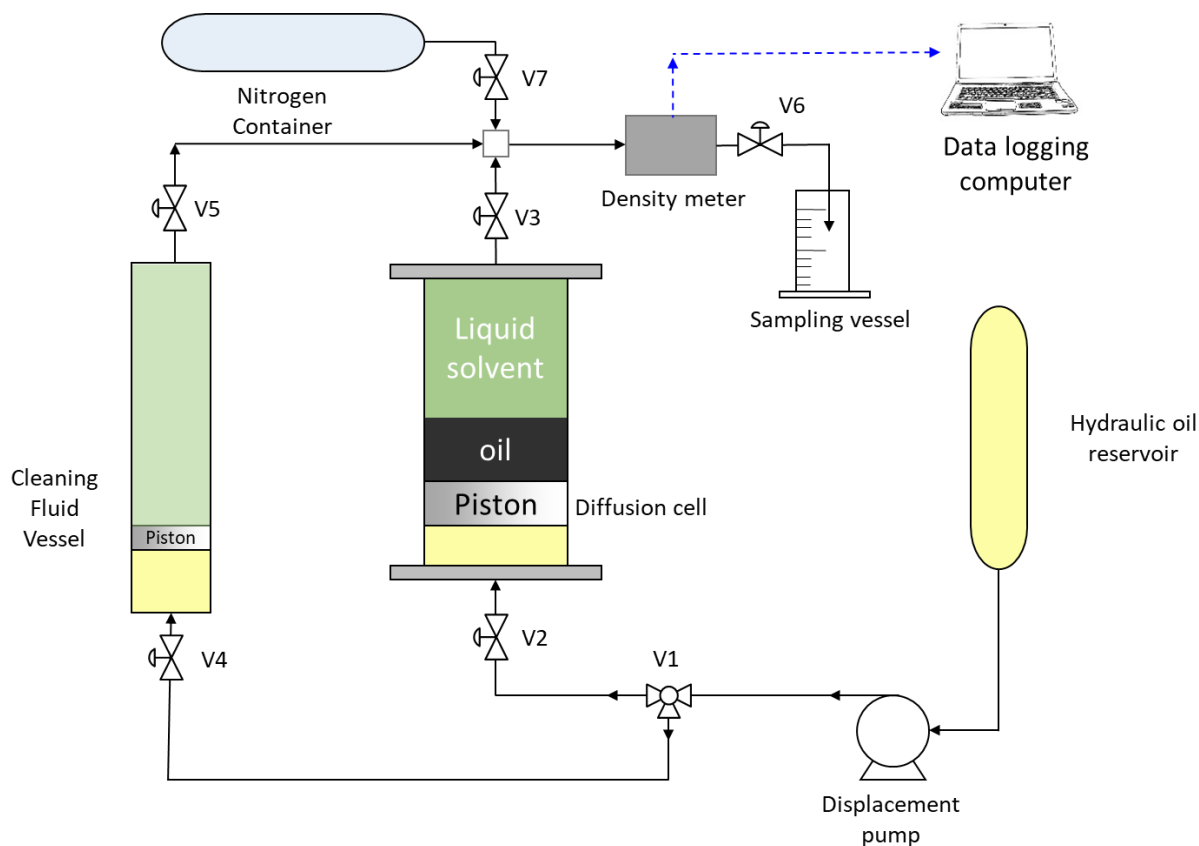 V7
Nitrogen
Container
V6
Data logging
computer
V5
V3
Density meter
Sampling vessel
Liquid
solvent
oil
Piston
Diffusion cell
Hydraulic oil
reservoir
Cleaning
Fluid
Vessel
Piston
V2
V4
V1
Displacement
pump